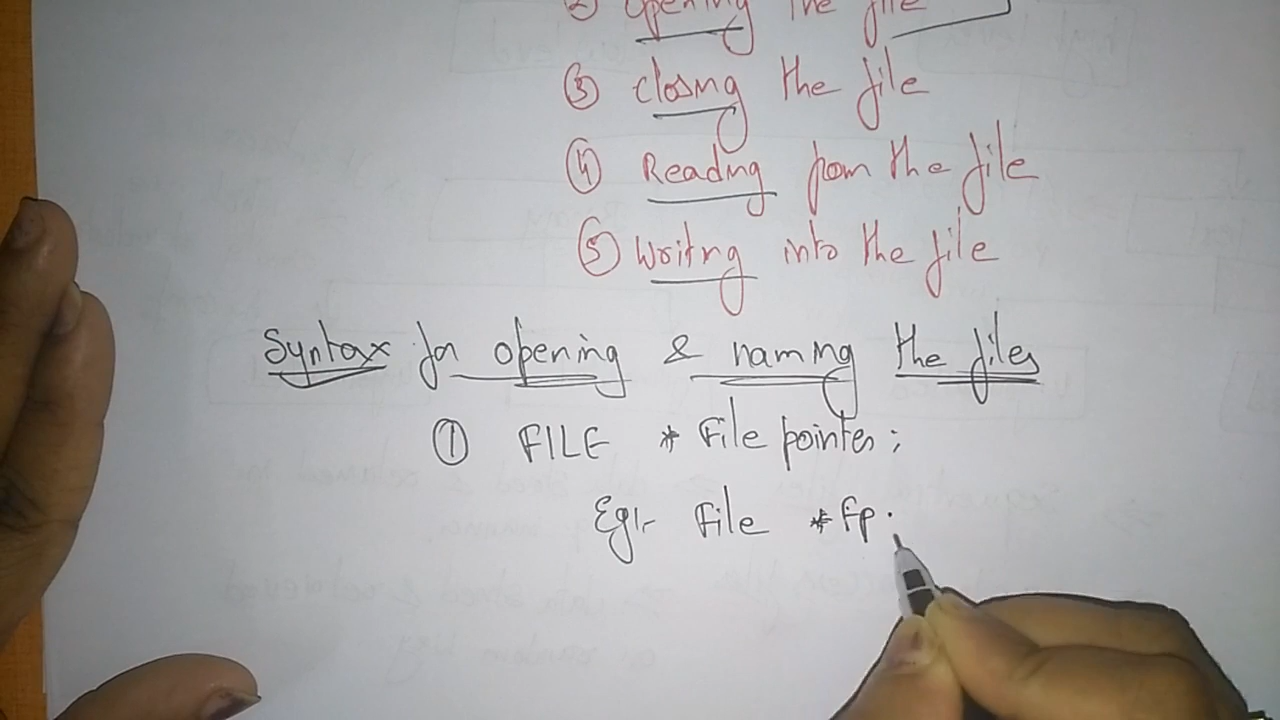 ② Opening the file
③ closing the file
④ Reading from the file
⑤ Writing into the file
Syntax for opening & naming the files
① FILE * File pointer ;
Eg:- File *fp